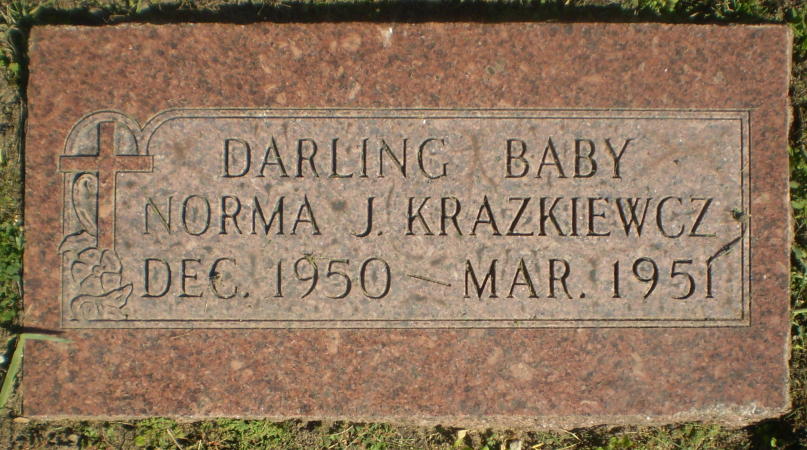 DARLING BABY
NORMA J. KRAZKIEWCZ
DEC. 1950 — MAR. 1951